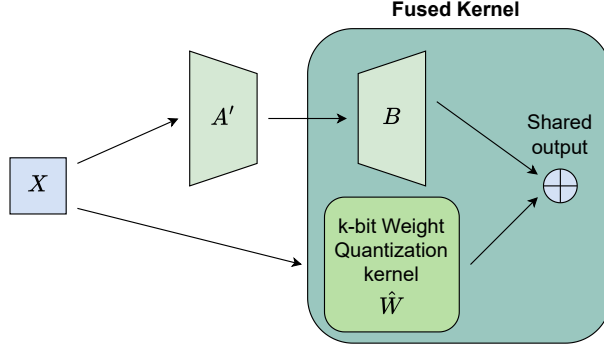 Fused Kernel
A′
B
Shared
output
X
k-bit Weight
Quantization
kernel
Ŵ